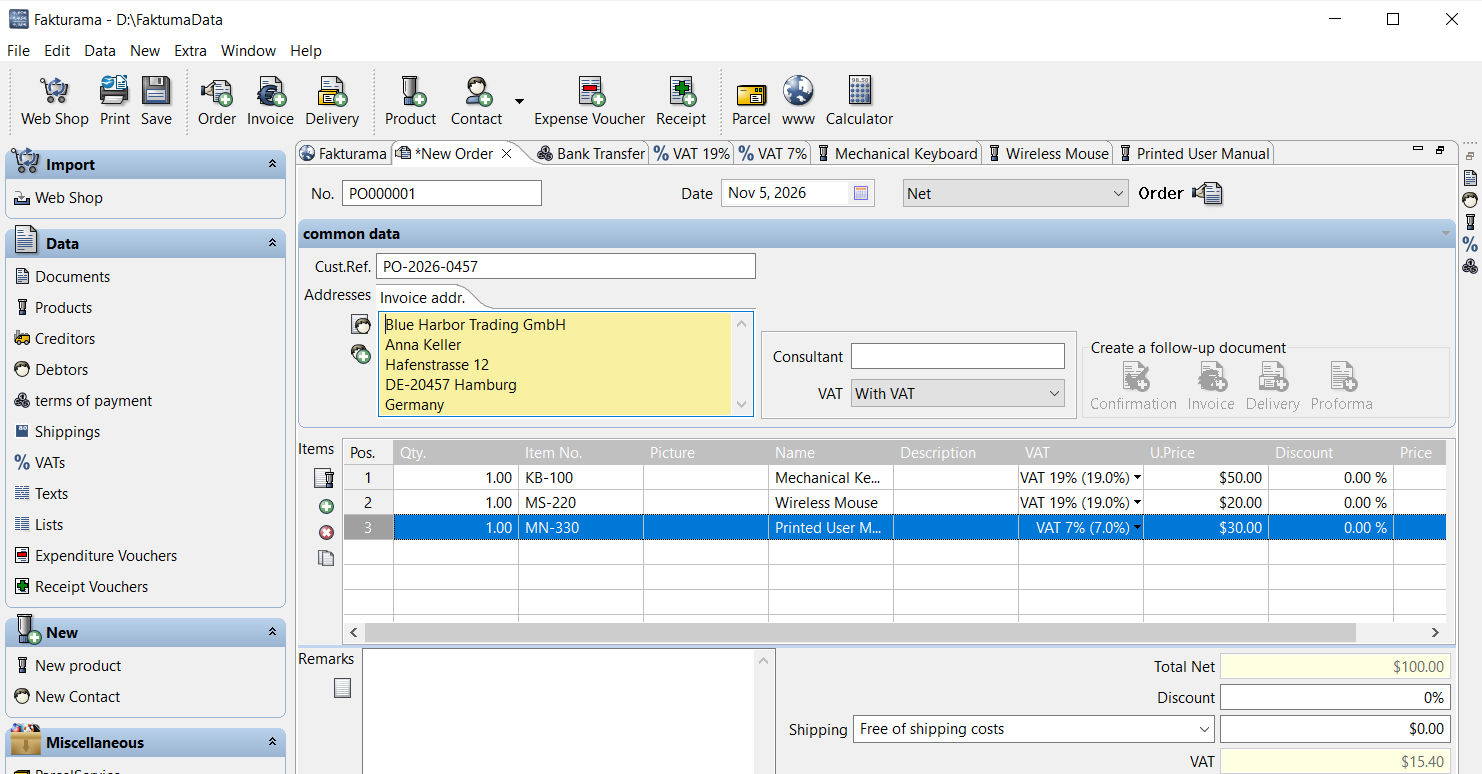 Fakturama - D:\FaktumaData
File Edit Data New Extra Window Help
Web Shop Print Save Order Invoice Delivery Product Contact Expense Voucher Receipt Parcel www Calculator
Import
Web Shop
Data
Documents
Products
Creditors
Debtors
terms of payment
Shippings
VATs
Texts
Lists
Expenditure Vouchers
Receipt Vouchers
New
New product
New Contact
Miscellaneous
Fakturama *New Order Bank Transfer VAT 19% VAT 7% Mechanical Keyboard Wireless Mouse Printed User Manual
No. PO000001 Date Nov 5, 2026 Net Order
common data
Cust.Ref. PO-2026-0457
Addresses Invoice addr.
Blue Harbor Trading GmbH
Anna Keller
Hafenstrasse 12
DE-20457 Hamburg
Germany
Consultant
VAT With VAT
Create a follow-up document
Confirmation Invoice Delivery Proforma
Items Pos. Qty. Item No. Picture Name Description VAT U.Price Discount Price
1 1.00 KB-100 Mechanical Ke... VAT 19% (19.0%) $50.00 0.00 %
2 1.00 MS-220 Wireless Mouse VAT 19% (19.0%) $20.00 0.00 %
3 1.00 MN-330 Printed User M... VAT 7% (7.0%) $30.00 0.00 %
Remarks
Total Net $100.00
Discount 0%
Shipping Free of shipping costs $0.00
VAT $15.40